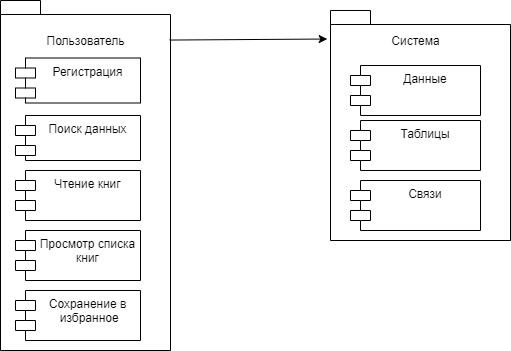 Пользователь
Регистрация
Поиск данных
Чтение книг
Просмотр списка
книг
Сохранение в
избранное
Система
Данные
Таблицы
Связи